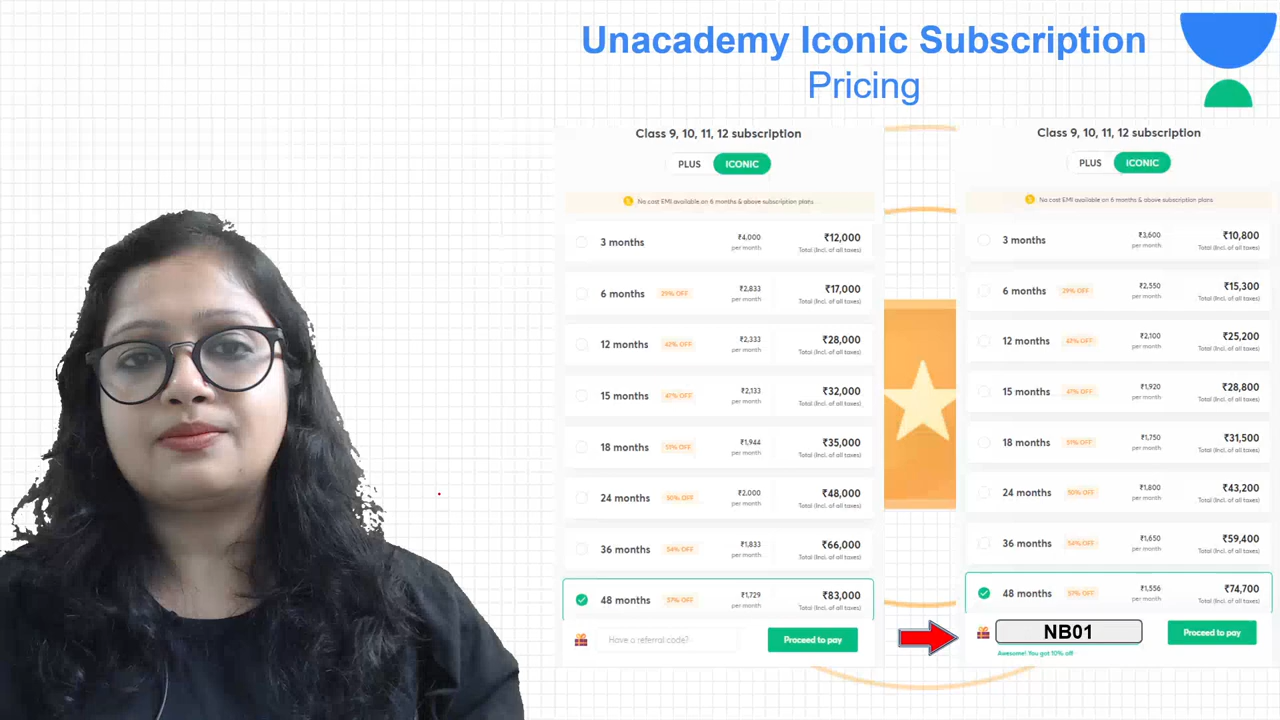 Unacademy Iconic Subscription
Pricing
Class 9, 10, 11, 12 subscription
PLUS ICONIC
No cost EMI available on 6 months & above subscription plans.
3 months ₹4,000 per month ₹12,000 Total (Incl. of all taxes)
6 months 29% OFF ₹2,833 per month ₹17,000 Total (Incl. of all taxes)
12 months 42% OFF ₹2,333 per month ₹28,000 Total (Incl. of all taxes)
15 months 47% OFF ₹2,133 per month ₹32,000 Total (Incl. of all taxes)
18 months 51% OFF ₹1,944 per month ₹35,000 Total (Incl. of all taxes)
24 months 50% OFF ₹2,000 per month ₹48,000 Total (Incl. of all taxes)
36 months 54% OFF ₹1,833 per month ₹66,000 Total (Incl. of all taxes)
48 months 57% OFF ₹1,729 per month ₹83,000 Total (Incl. of all taxes)
Have a referral code? Proceed to pay
Class 9, 10, 11, 12 subscription
PLUS ICONIC
No cost EMI available on 6 months & above subscription plans
3 months ₹3,600 per month ₹10,800 Total (Incl. of all taxes)
6 months 29% OFF ₹2,550 per month ₹15,300 Total (Incl. of all taxes)
12 months OFF ₹2,100 per month ₹25,200 Total (Incl. of all taxes)
15 months 47% OFF ₹1,920 per month ₹28,800 Total (Incl. of all taxes)
18 months 51% OFF ₹1,750 per month ₹31,500 Total (Incl. of all taxes)
24 months 50% OFF ₹1,800 per month ₹43,200 Total (Incl. of all taxes)
36 months 54% OFF ₹1,650 per month ₹59,400 Total (Incl. of all taxes)
48 months 57% OFF ₹1,556 per month ₹74,700 Total (Incl. of all taxes)
NB01 Proceed to pay
Awesome! You got 10% off